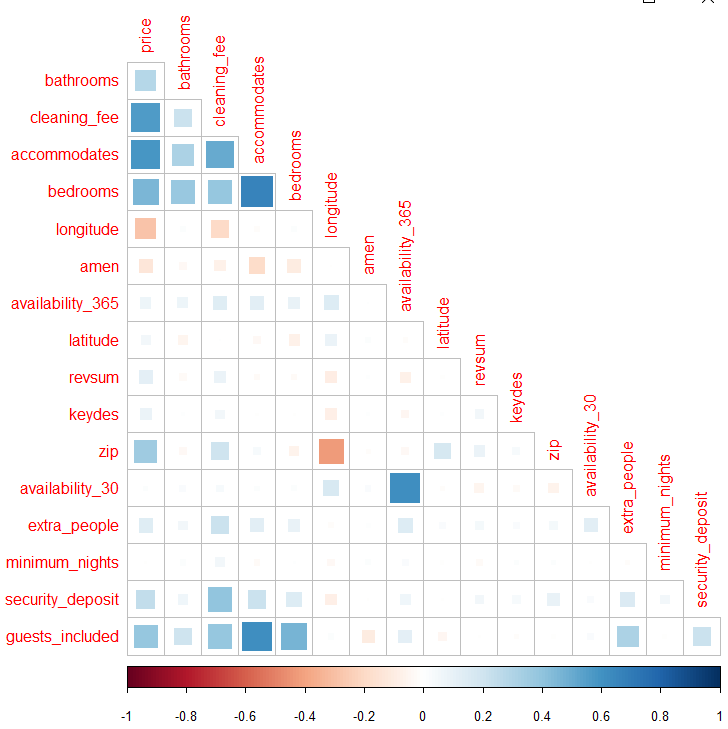 price
bathrooms
cleaning_fee
accommodates
bedrooms
longitude
amen
availability_365
latitude
revsum
keydes
zip
availability_30
extra_people
minimum_nights
security_deposit
bathrooms
cleaning_fee
accommodates
bedrooms
longitude
amen
availability_365
latitude
revsum
keydes
zip
availability_30
extra_people
minimum_nights
security_deposit
guests_included
-1 -0.8 -0.6 -0.4 -0.2 0 0.2 0.4 0.6 0.8 1